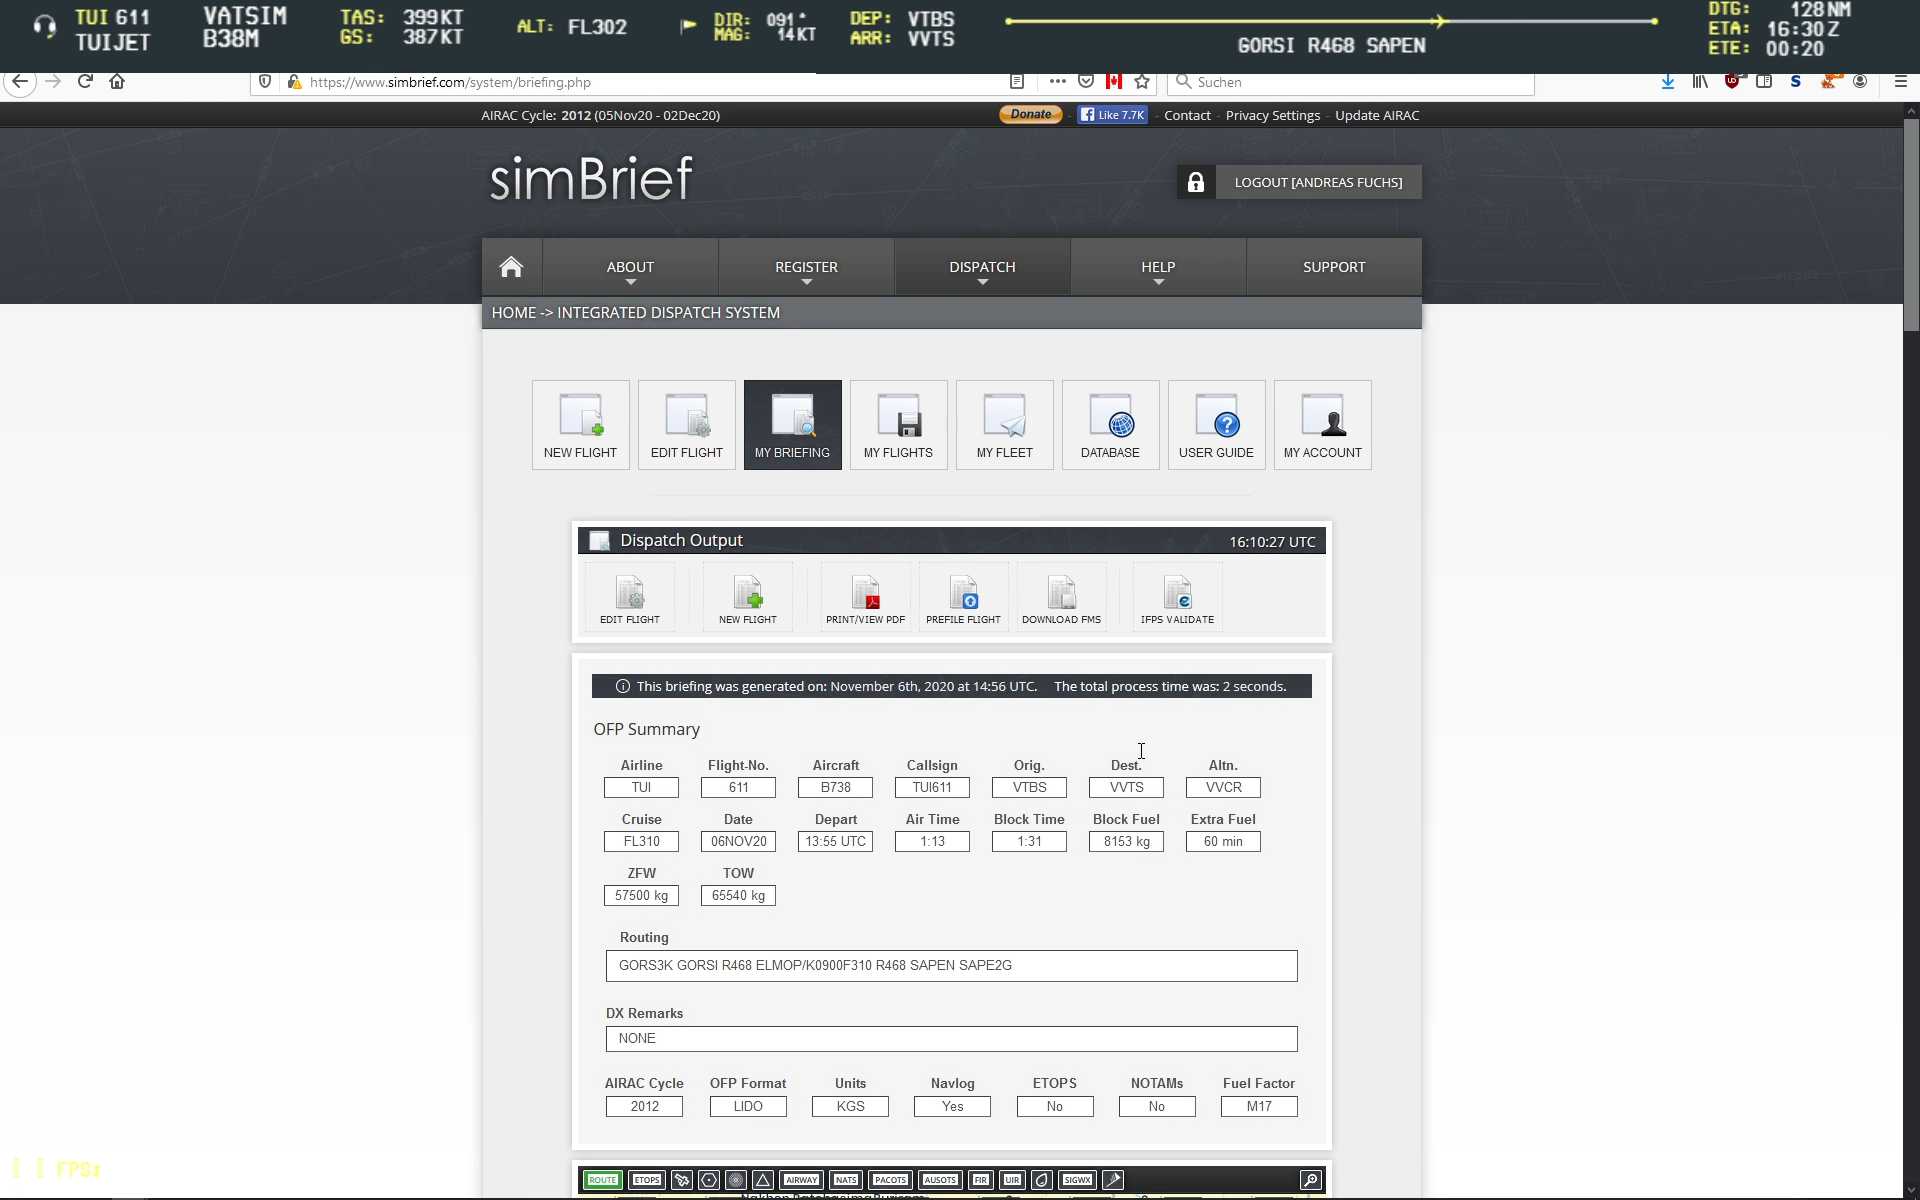 TUI 611
TUIJET
VATSIM
B38M
TAS: 399KT
GS: 387KT
ALT: FL302
DIR: 091°
MAG: 14KT
DEP: VTBS
ARR: VVTS
GORSI R468 SAPEN
DTG: 128NM
ETA: 16:30Z
ETE: 00:20
https://www.simbrief.com/system/briefing.php
Suchen
AIRAC Cycle: 2012 (05Nov20 - 02Dec20)
Donate - Like 7.7K - Contact - Privacy Settings - Update AIRAC
simBrief
LOGOUT [ANDREAS FUCHS]
ABOUT REGISTER DISPATCH HELP SUPPORT
HOME -> INTEGRATED DISPATCH SYSTEM
NEW FLIGHT EDIT FLIGHT MY BRIEFING MY FLIGHTS MY FLEET DATABASE USER GUIDE MY ACCOUNT
Dispatch Output 16:10:27 UTC
EDIT FLIGHT NEW FLIGHT PRINT/VIEW PDF PREFILE FLIGHT DOWNLOAD FMS IFPS VALIDATE
This briefing was generated on: November 6th, 2020 at 14:56 UTC. The total process time was: 2 seconds.
OFP Summary
Airline Flight-No. Aircraft Callsign Orig. Dest. Altn.
TUI 611 B738 TUI611 VTBS VVTS VVCR
Cruise Date Depart Air Time Block Time Block Fuel Extra Fuel
FL310 06NOV20 13:55 UTC 1:13 1:31 8153 kg 60 min
ZFW TOW
57500 kg 65540 kg
Routing
GORS3K GORSI R468 ELMOP/K0900F310 R468 SAPEN SAPE2G
DX Remarks
NONE
AIRAC Cycle OFP Format Units Navlog ETOPS NOTAMs Fuel Factor
2012 LIDO KGS Yes No No M17
FPS:
ROUTE ETOPS AIRWAY NATS PACOTS AUSOTS FIR UIR SIGWX